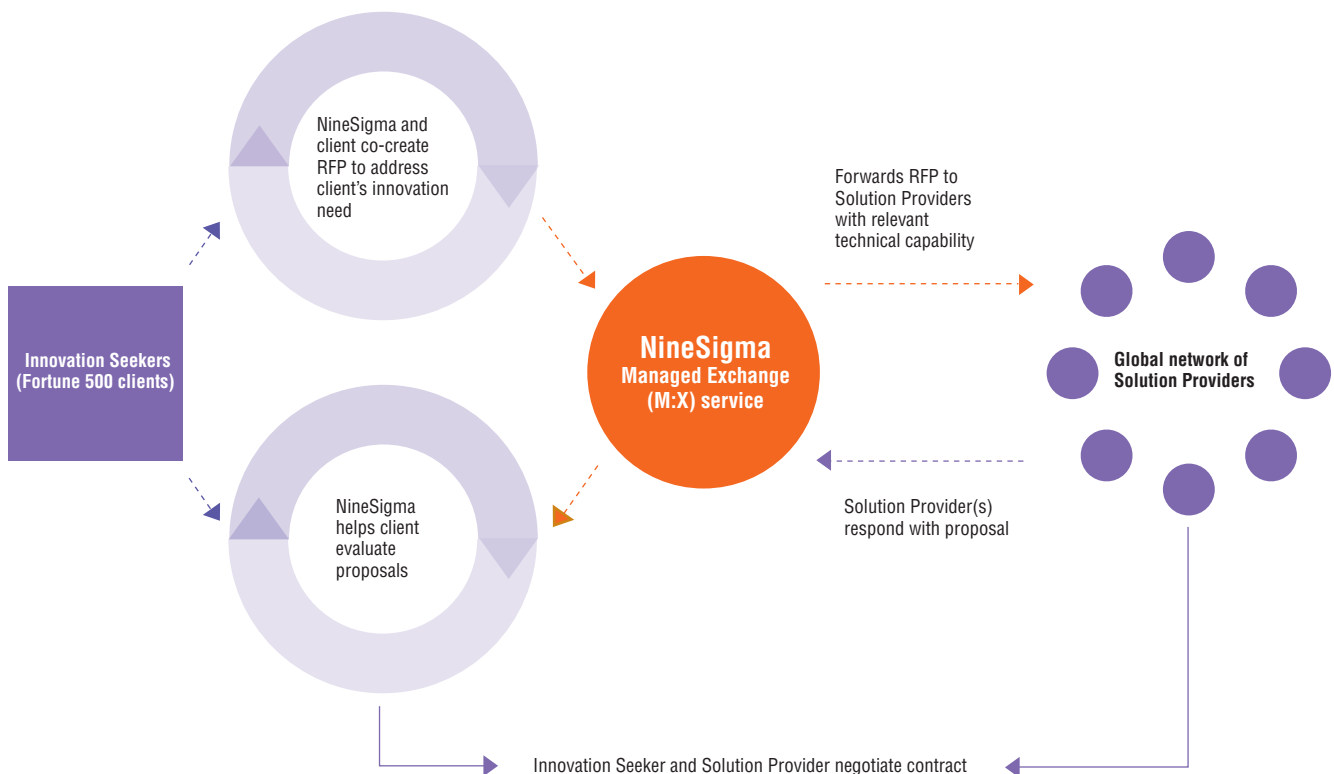 NineSigma and
client co-create
RFP to address
client's innovation
need
Forwards RFP to
Solution Providers
with relevant
technical capability
Innovation Seekers
(Fortune 500 clients)
NineSigma
Managed Exchange
(M:X) service
Global network of
Solution Providers
NineSigma
helps client
evaluate
proposals
Solution Provider(s)
respond with proposal
Innovation Seeker and Solution Provider negotiate contract